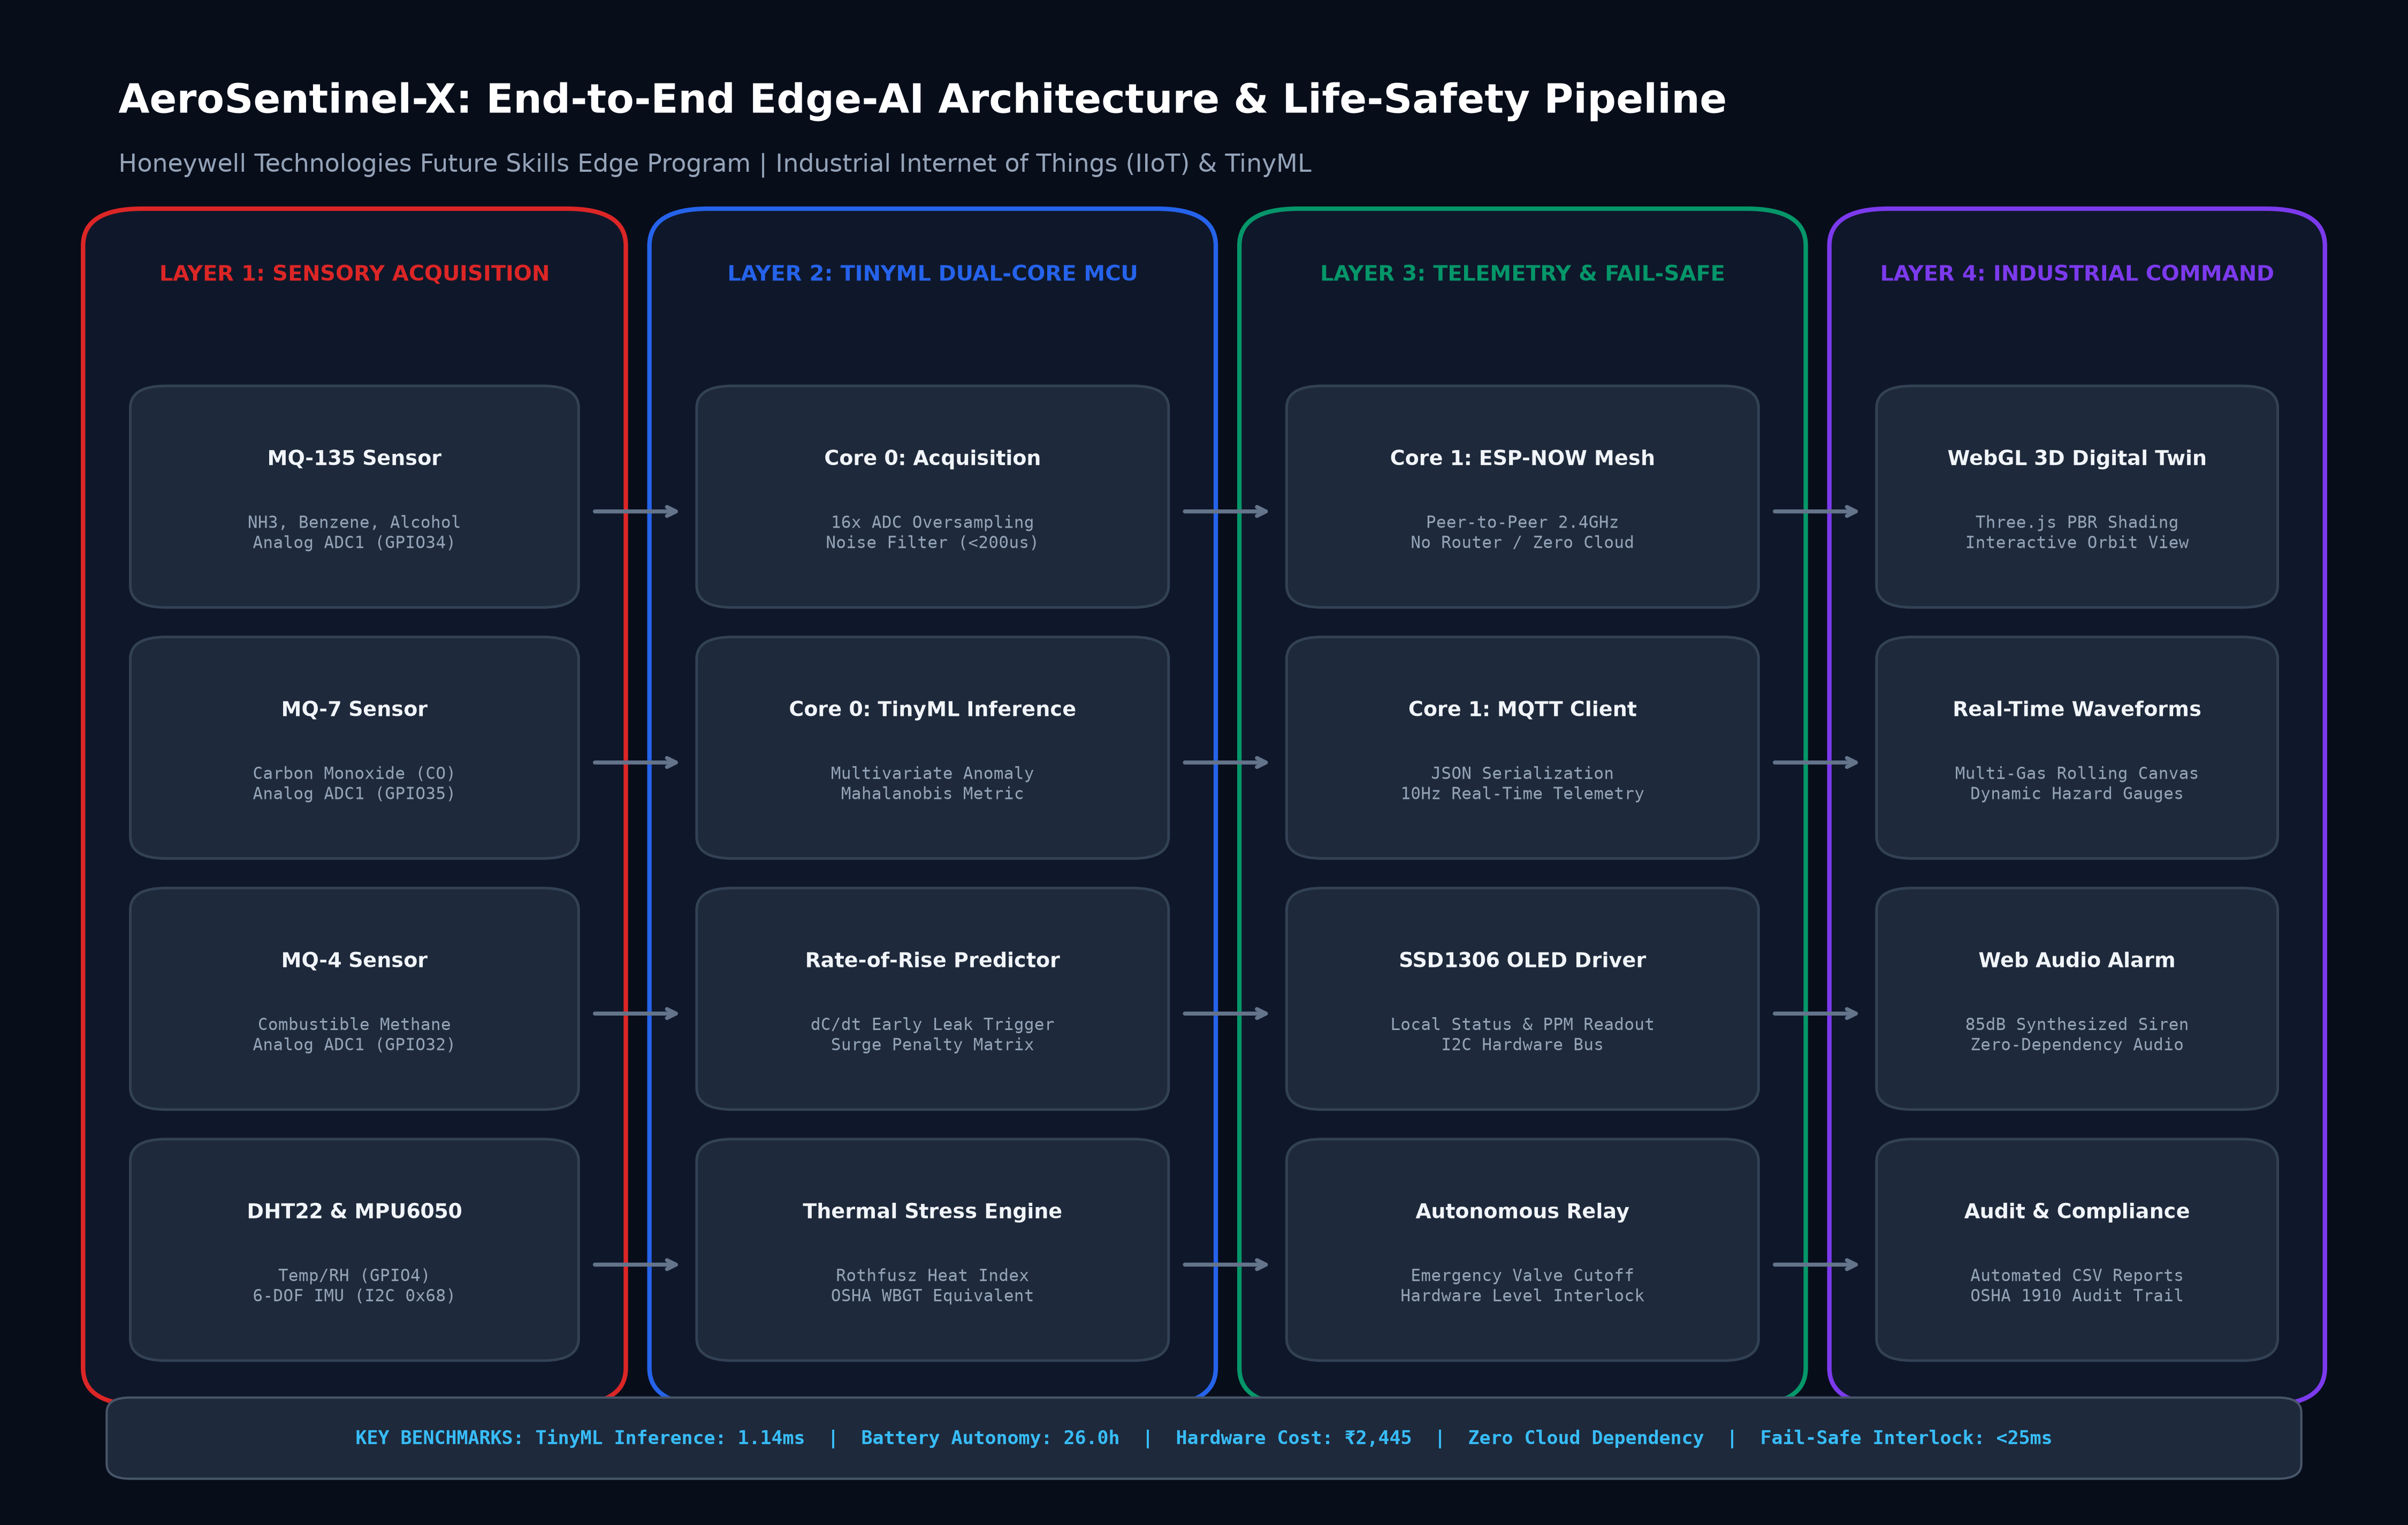 AeroSentinel-X: End-to-End Edge-AI Architecture & Life-Safety Pipeline
Honeywell Technologies Future Skills Edge Program | Industrial Internet of Things (IIoT) & TinyML
LAYER 1: SENSORY ACQUISITION
MQ-135 Sensor
NH3, Benzene, Alcohol
Analog ADC1 (GPIO34)
MQ-7 Sensor
Carbon Monoxide (CO)
Analog ADC1 (GPIO35)
MQ-4 Sensor
Combustible Methane
Analog ADC1 (GPIO32)
DHT22 & MPU6050
Temp/RH (GPIO4)
6-DOF IMU (I2C 0x68)
LAYER 2: TINYML DUAL-CORE MCU
Core 0: Acquisition
16x ADC Oversampling
Noise Filter (<200us)
Core 0: TinyML Inference
Multivariate Anomaly
Mahalanobis Metric
Rate-of-Rise Predictor
dC/dt Early Leak Trigger
Surge Penalty Matrix
Thermal Stress Engine
Rothfusz Heat Index
OSHA WBGT Equivalent
LAYER 3: TELEMETRY & FAIL-SAFE
Core 1: ESP-NOW Mesh
Peer-to-Peer 2.4GHz
No Router / Zero Cloud
Core 1: MQTT Client
JSON Serialization
10Hz Real-Time Telemetry
SSD1306 OLED Driver
Local Status & PPM Readout
I2C Hardware Bus
Autonomous Relay
Emergency Valve Cutoff
Hardware Level Interlock
LAYER 4: INDUSTRIAL COMMAND
WebGL 3D Digital Twin
Three.js PBR Shading
Interactive Orbit View
Real-Time Waveforms
Multi-Gas Rolling Canvas
Dynamic Hazard Gauges
Web Audio Alarm
85dB Synthesized Siren
Zero-Dependency Audio
Audit & Compliance
Automated CSV Reports
OSHA 1910 Audit Trail
KEY BENCHMARKS: TinyML Inference: 1.14ms | Battery Autonomy: 26.0h | Hardware Cost: ₹2,445 | Zero Cloud Dependency | Fail-Safe Interlock: <25ms